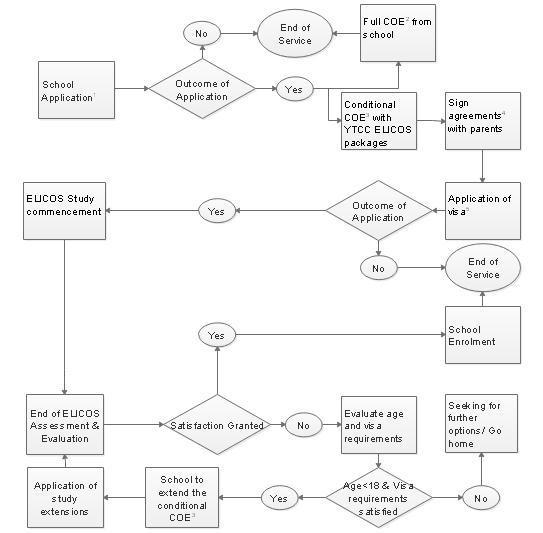 No
End of
Service
Full COE² from
school
School
Application¹
Outcome of
Application
Yes
Conditional
COE³ with
YTCC ELICOS
packages
Sign
agreements⁴
with parents
ELICOS Study
commencement
Yes
Outcome of
Application
Application of
visa⁵
No
End of
Service
Yes
School
Enrolment
End of ELICOS
Assessment &
Evaluation
Satisfaction Granted
No
Evaluate age
and visa
requirements
Seeking for
further
options/ Go
home
Application of
study
extensions
School to
extend the
conditional
COE³
Yes
Age<18 & Visa
requirements
satisfied
No